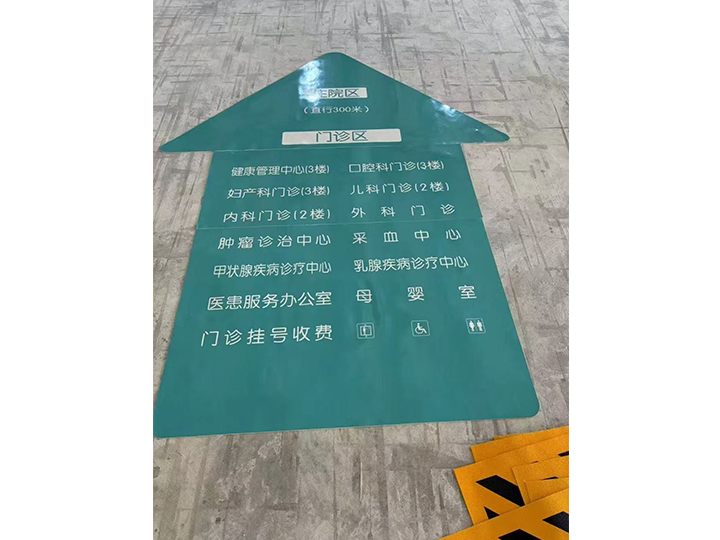 住院区
（直行300米）
门诊区
健康管理中心(3楼) 口腔科门诊(3楼)
妇产科门诊(3楼) 儿科门诊(2楼)
内科门诊(2楼) 外科门诊
肿瘤诊治中心 采血中心
甲状腺疾病诊疗中心 乳腺疾病诊疗中心
医患服务办公室 母婴室
门诊挂号收费